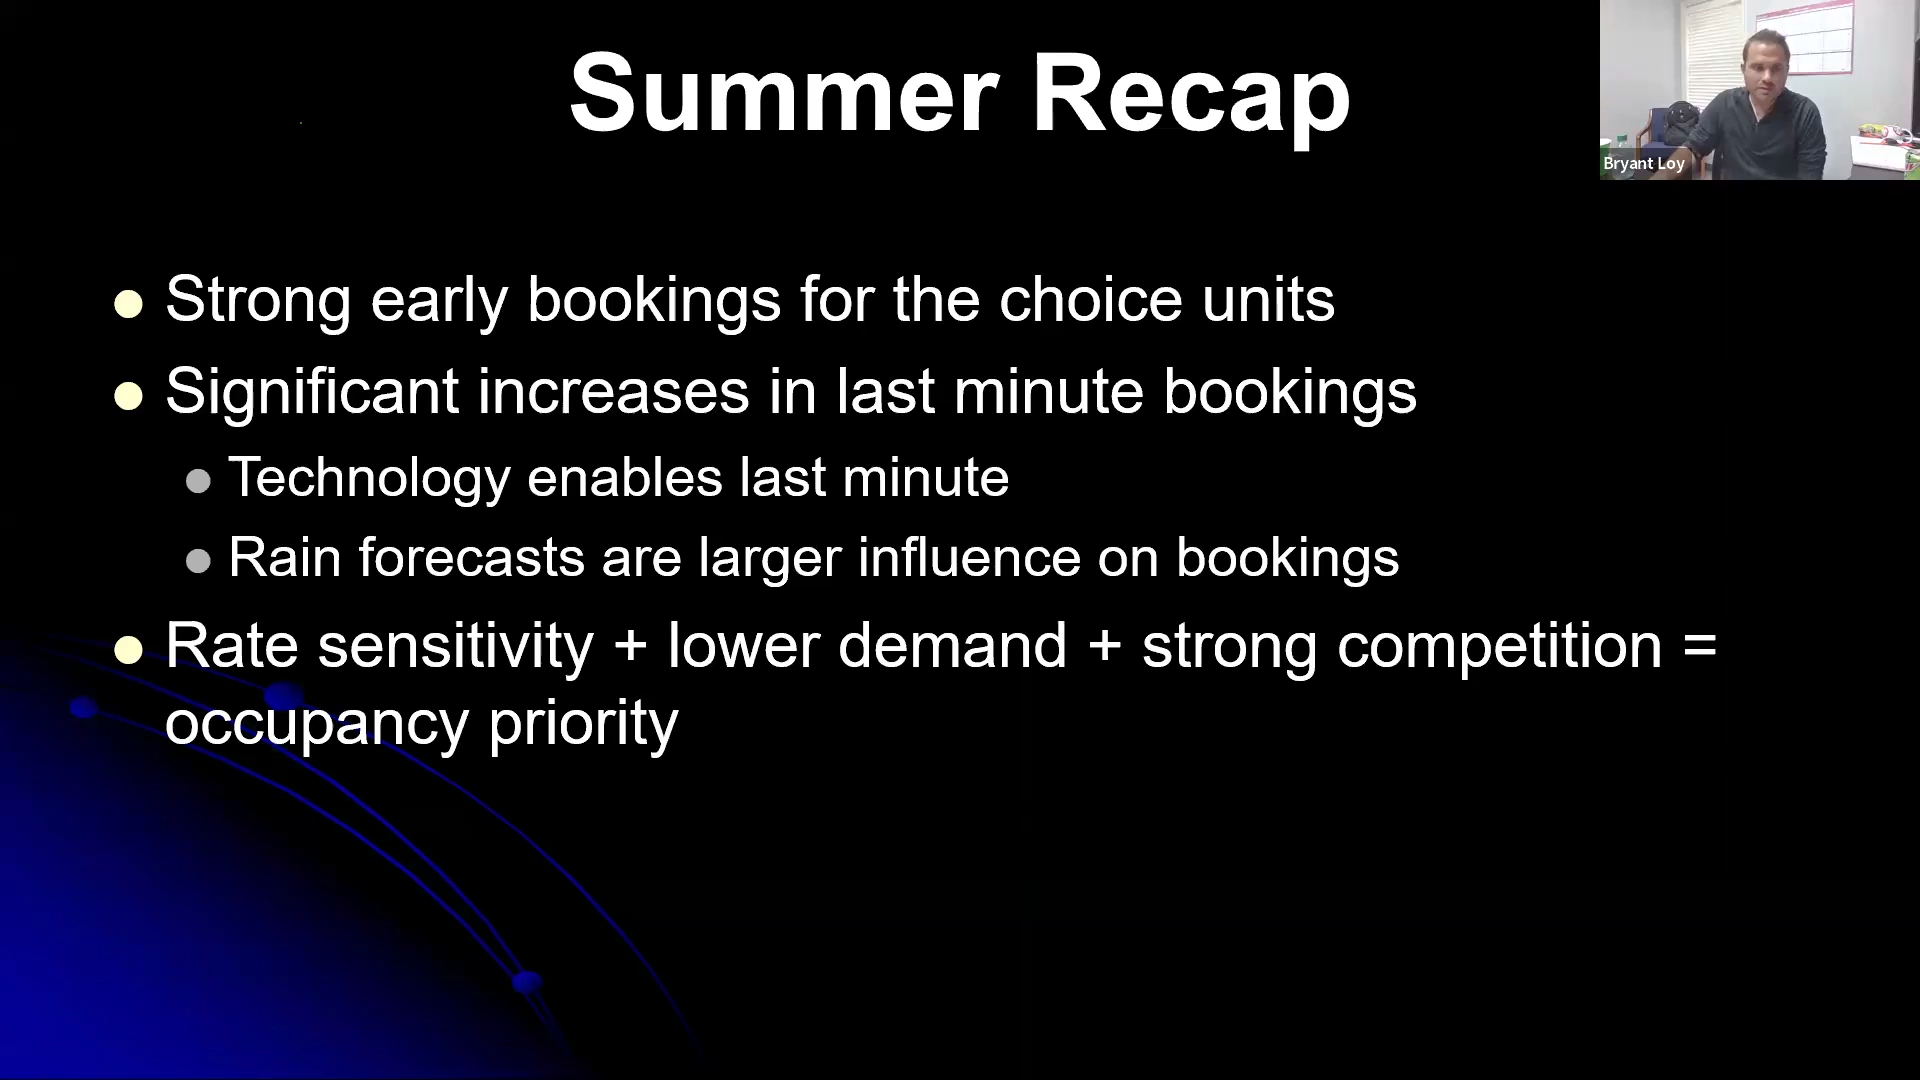 Summer Recap
Bryant Loy
Strong early bookings for the choice units
Significant increases in last minute bookings
Technology enables last minute
Rain forecasts are larger influence on bookings
Rate sensitivity + lower demand + strong competition =
occupancy priority